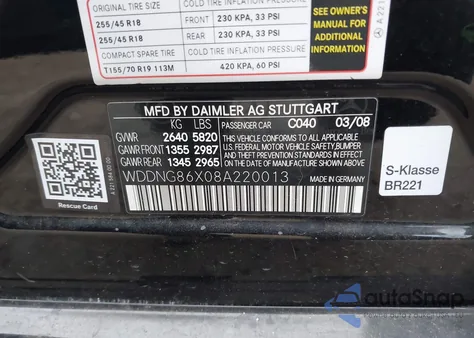 ORIGINAL TIRE SIZE
COLD TIRE INFLATION PRESSURE
255/45 R18 FRONT 230 KPA, 33 PSI
255/45 R18 REAR 230 KPA, 33 PSI
COMPACT SPARE TIRE COLD TIRE INFLATION PRESSURE
T155/70 R19 113M 420 KPA, 60 PSI
SEE OWNER'S
MANUAL FOR
ADDITIONAL
INFORMATION
A 221
MFD BY DAIMLER AG STUTTGART
KG LBS PASSENGER CAR C040 03/08
GVWR 2640 5820 THIS VEHICLE CONFORMS TO ALL APPLICABLE
GAWR FRONT 1355 2987 U.S. FEDERAL MOTOR VEHICLE SAFETY, BUMPER,
GAWR REAR 1345 2965 AND THEFT PREVENTION STANDARDS IN EFFECT
ON THE DATE OF MANUFACTURE SHOWN ABOVE.
WDDNG86X08A220013
Rescue Card
S-Klasse
BR221
autoSnap